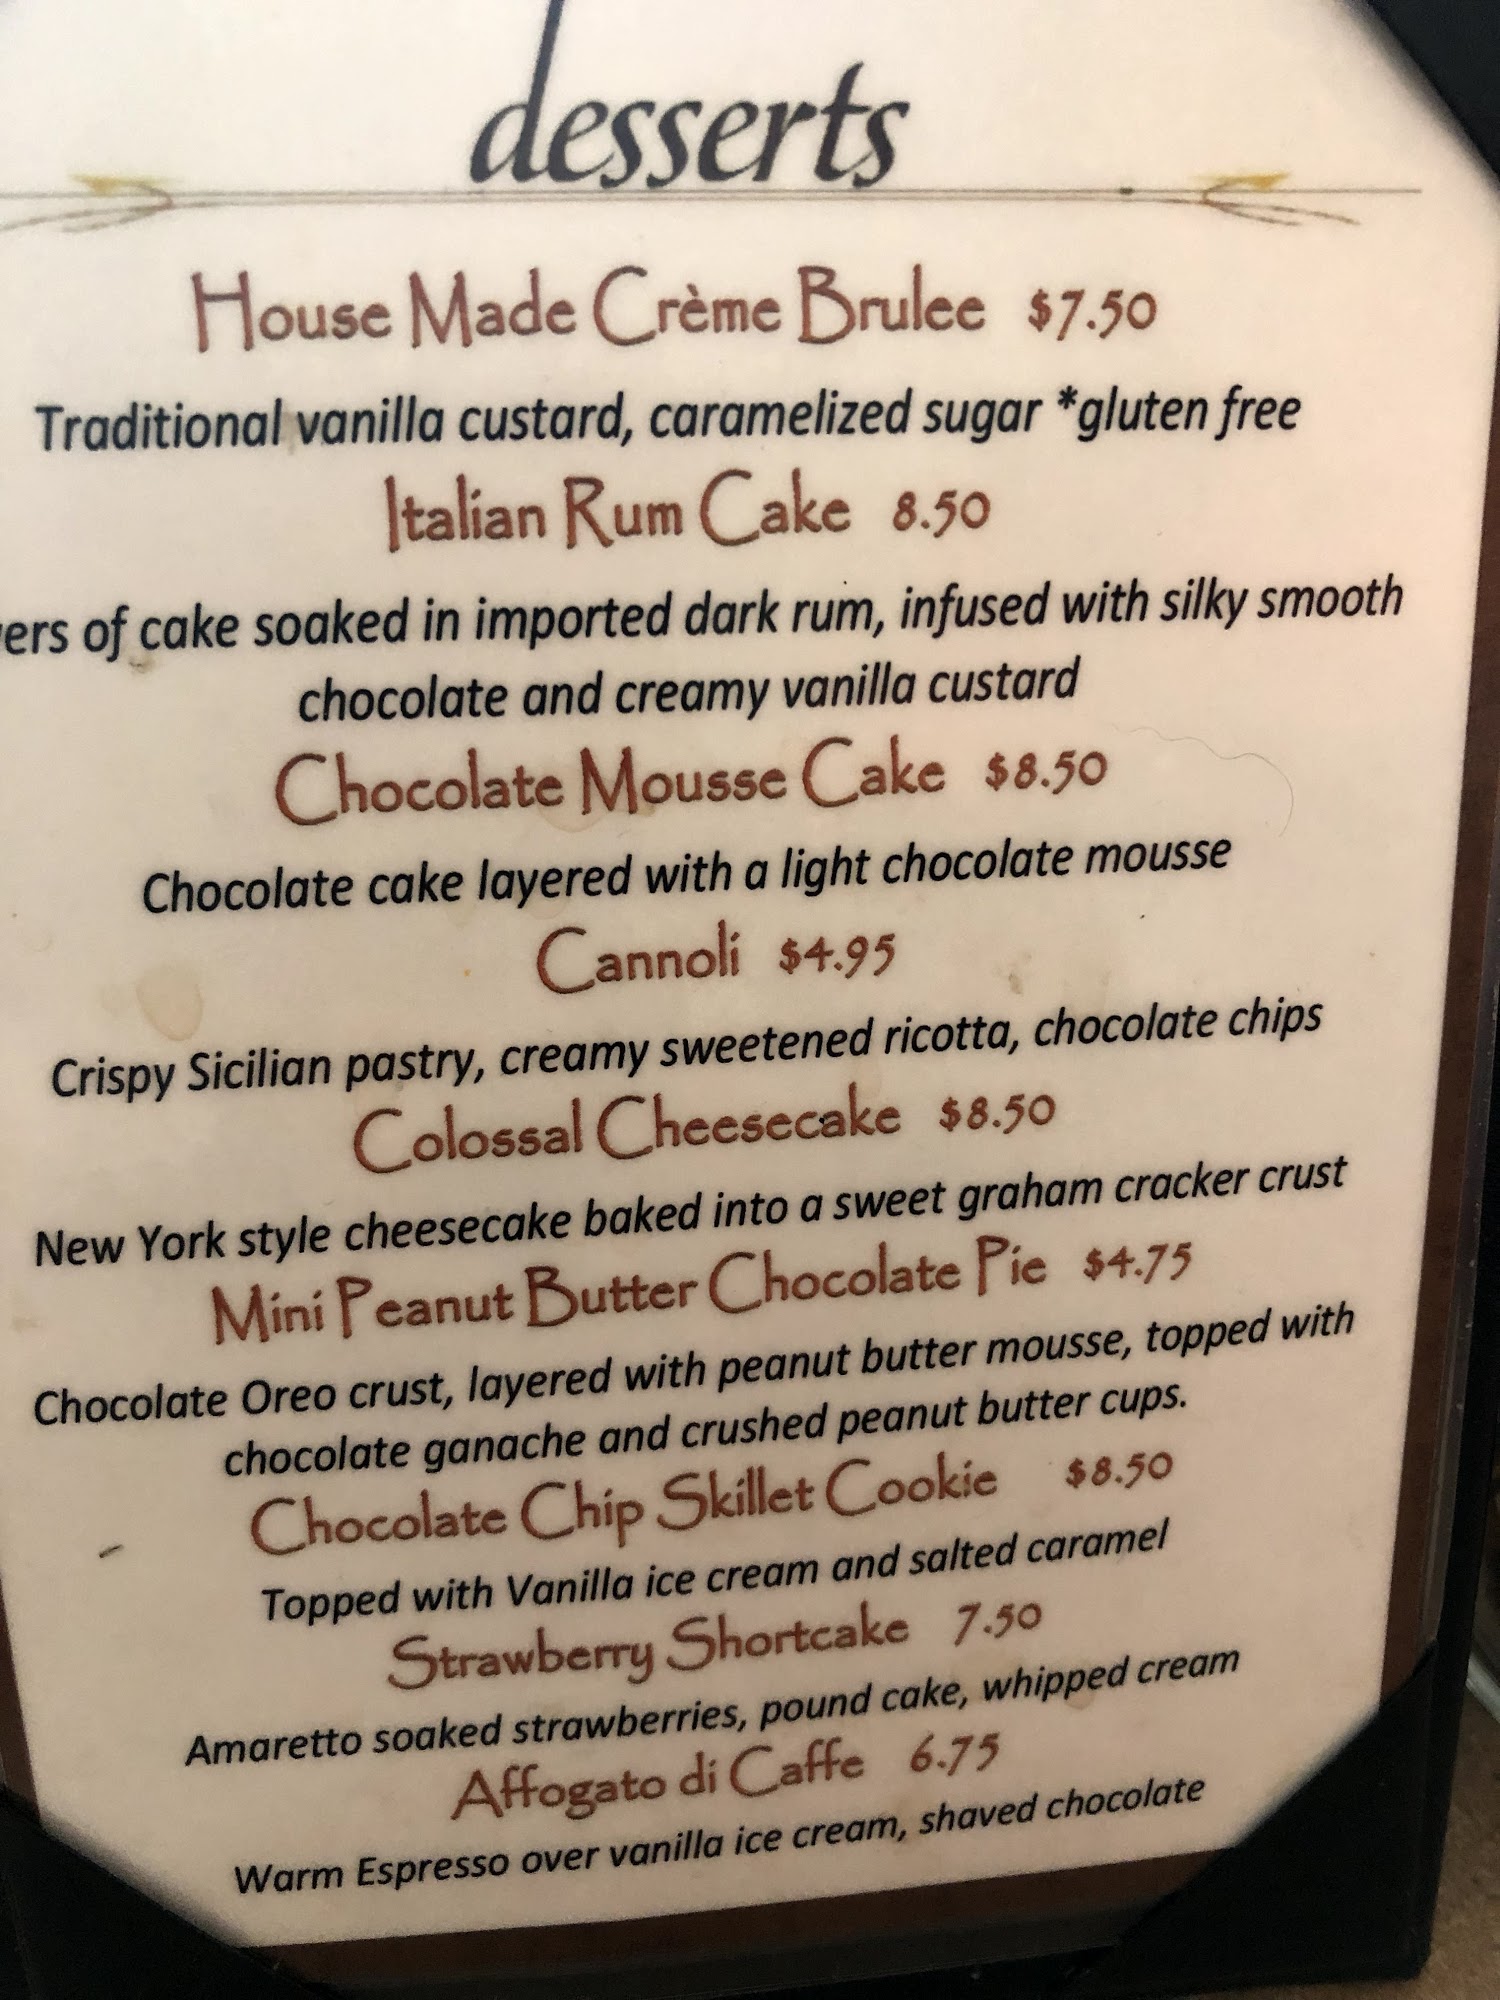 desserts
House Made Crème Brulee $7.50
Traditional vanilla custard, caramelized sugar *gluten free
Italian Rum Cake 8.50
of cake soaked in imported dark rum, infused with silky smooth
chocolate and creamy vanilla custard
Chocolate Mousse Cake $8.50
Chocolate cake layered with a light chocolate mousse
Cannoli $4.95
Crispy Sicilian pastry, creamy sweetened ricotta, chocolate chips
Colossal Cheesecake $8.50
New York style cheesecake baked into a sweet graham cracker crust
Mini Peanut Butter Chocolate Pie $4.75
Chocolate Oreo crust, layered with peanut butter mousse, topped with
chocolate ganache and crushed peanut butter cups.
Chocolate Chip Skillet Cookie $8.50
Topped with Vanilla ice cream and salted caramel
Strawberry Shortcake 7.50
Amaretto soaked strawberries, pound cake, whipped cream
Affogato di Caffe 6.75
Warm Espresso over vanilla ice cream, shaved chocolate